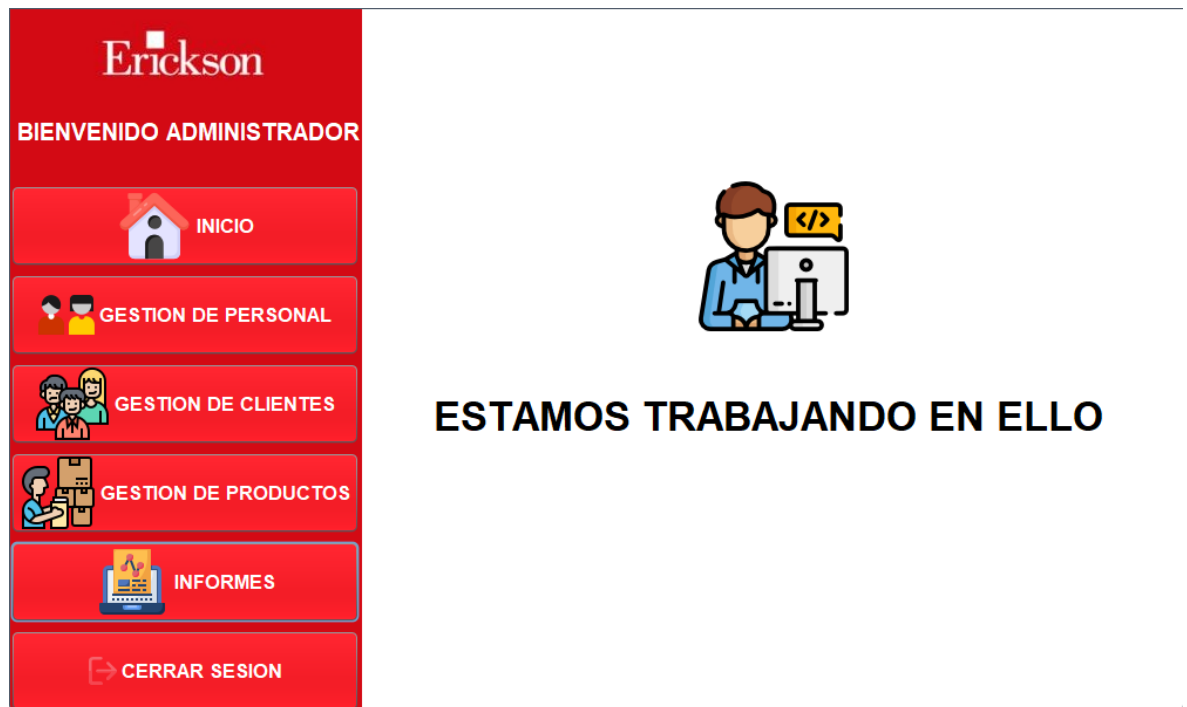 Erickson
BIENVENIDO ADMINISTRADOR
INICIO
GESTION DE PERSONAL
GESTION DE CLIENTES
GESTION DE PRODUCTOS
INFORMES
CERRAR SESION
</>
ESTAMOS TRABAJANDO EN ELLO